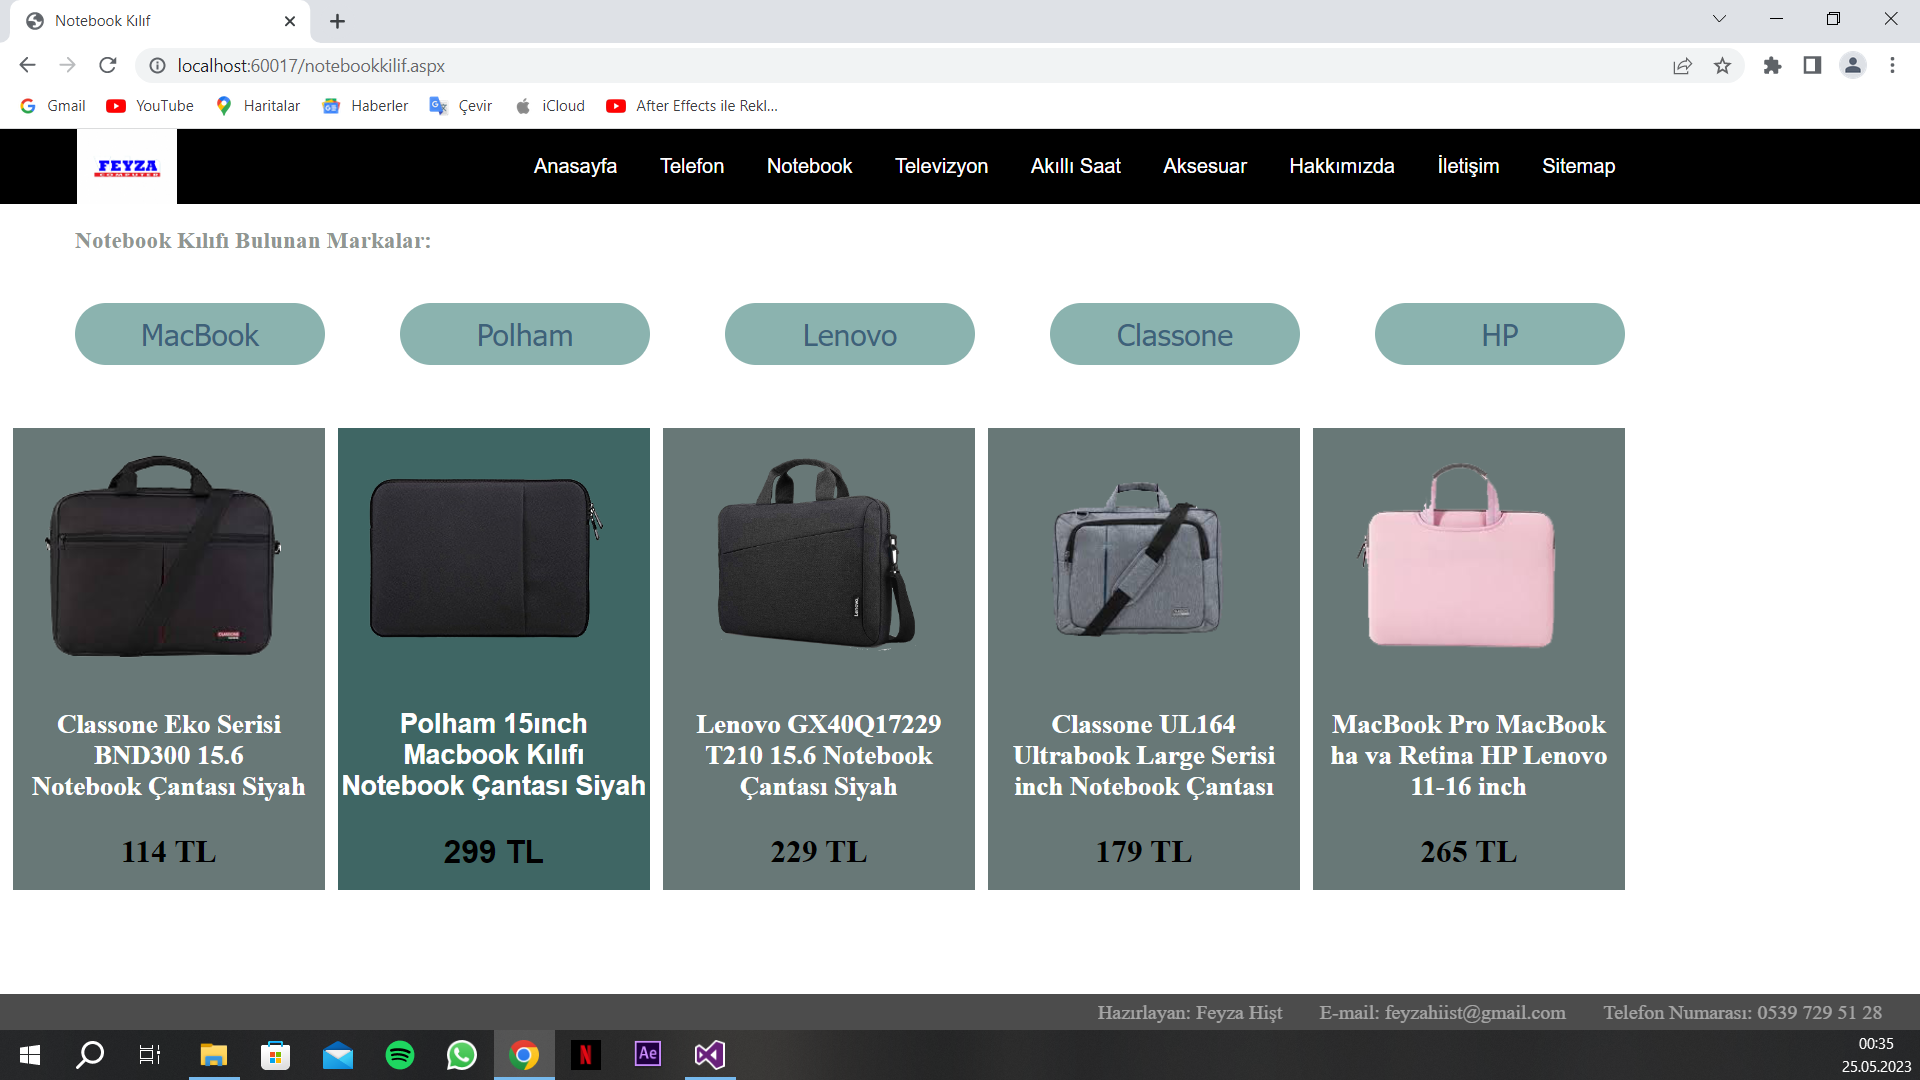 Notebook Kılıf
localhost:60017/notebookkilif.aspx
Gmail YouTube Haritalar Haberler Çevir iCloud After Effects ile Rekl...
FEYZA
COMPUTER
Anasayfa Telefon Notebook Televizyon Akıllı Saat Aksesuar Hakkımızda İletişim Sitemap
Notebook Kılıfı Bulunan Markalar:
MacBook Polham Lenovo Classone HP
Classone Eko Serisi
BND300 15.6
Notebook Çantası Siyah
114 TL
Polham 15ınch
Macbook Kılıfı
Notebook Çantası Siyah
299 TL
Lenovo
Lenovo GX40Q17229
T210 15.6 Notebook
Çantası Siyah
229 TL
Classone UL164
Ultrabook Large Serisi
inch Notebook Çantası
179 TL
MacBook Pro MacBook
ha va Retina HP Lenovo
11-16 inch
265 TL
Hazırlayan: Feyza Hişt E-mail: feyzahiist@gmail.com Telefon Numarası: 0539 729 51 28
N
Ae
00:35
25.05.2023